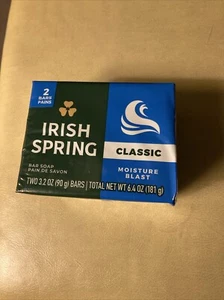 2
BARS
PAINS
IRISH
SPRING
BAR SOAP
PAIN DE SAVON
CLASSIC
MOISTURE
BLAST
TWO 3.2 OZ (90 g) BARS | TOTAL NET WT 6.4 OZ (181 g)